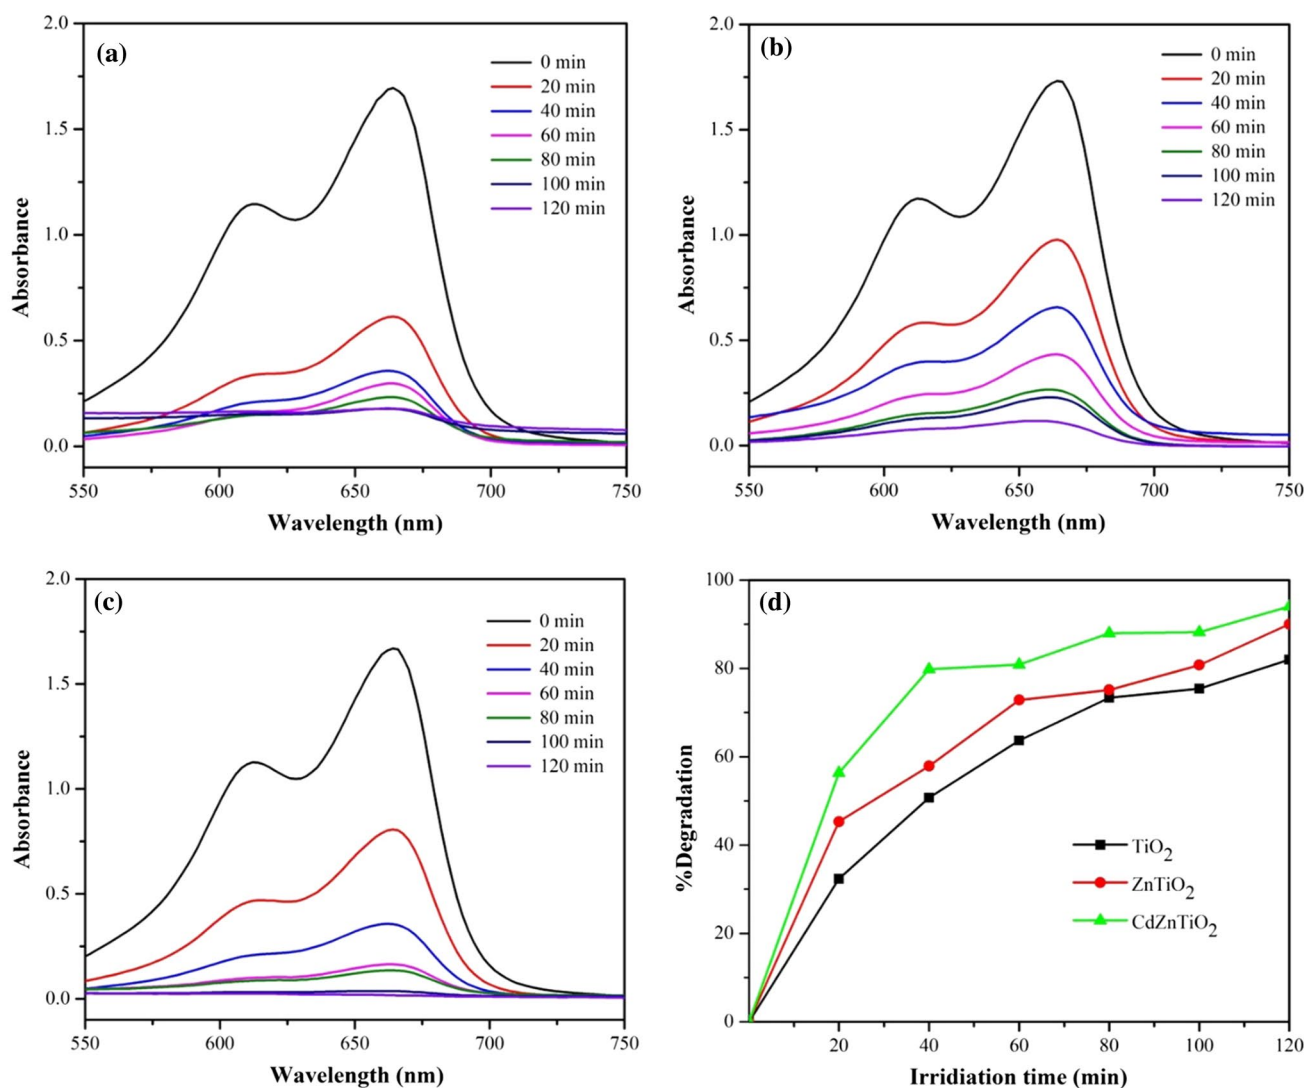 (a)
2.0
1.5
1.0
0.5
0.0
Absorbance
0 min
20 min
40 min
60 min
80 min
100 min
120 min
550
600
650
700
750
Wavelength (nm)
(b)
2.0
1.5
1.0
0.5
0.0
Absorbance
0 min
20 min
40 min
60 min
80 min
100 min
120 min
550
600
650
700
750
Wavelength (nm)
(c)
2.0
1.5
1.0
0.5
0.0
Absorbance
0 min
20 min
40 min
60 min
80 min
100 min
120 min
550
600
650
700
750
Wavelength (nm)
(d)
100
80
60
40
20
0
%Degradation
TiO2
ZnTiO2
CdZnTiO2
20
40
60
80
100
120
Irridiation time (min)